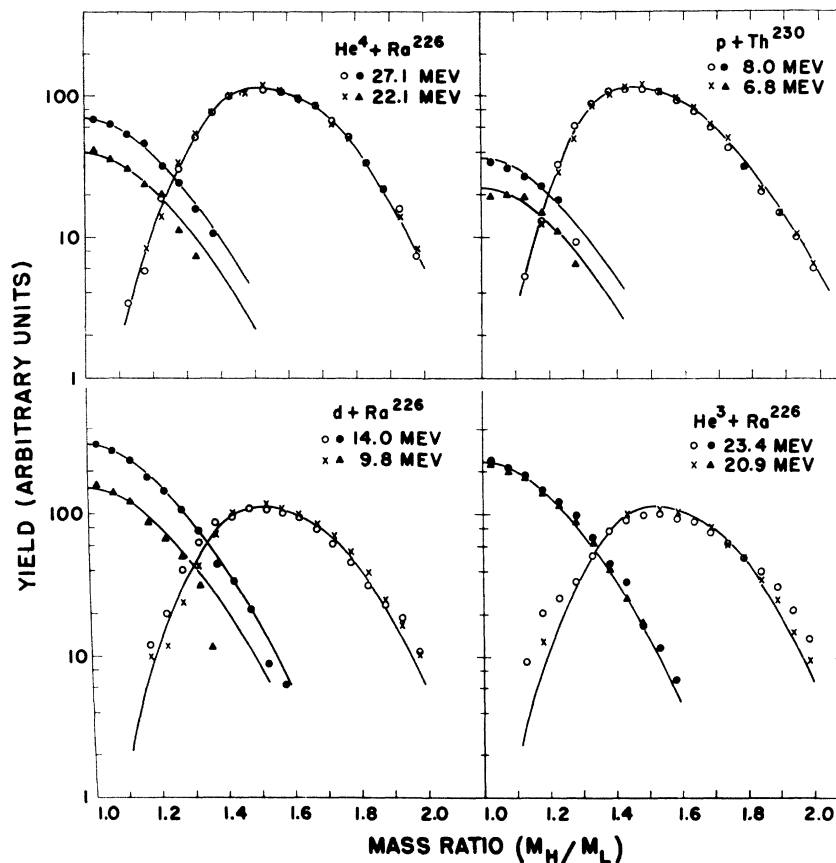 YIELD (ARBITRARY UNITS)
He⁴ + Ra²²⁶
○ ● 27.1 MEV
× ▲ 22.1 MEV
100
10
1
p + Th²³⁰
○ ● 8.0 MEV
× ▲ 6.8 MEV
d + Ra²²⁶
○ ● 14.0 MEV
× ▲ 9.8 MEV
100
10
1
He³ + Ra²²⁶
○ ● 23.4 MEV
× ▲ 20.9 MEV
1.0 1.2 1.4 1.6 1.8 2.0
1.0 1.2 1.4 1.6 1.8 2.0
MASS RATIO (M_H/M_L)